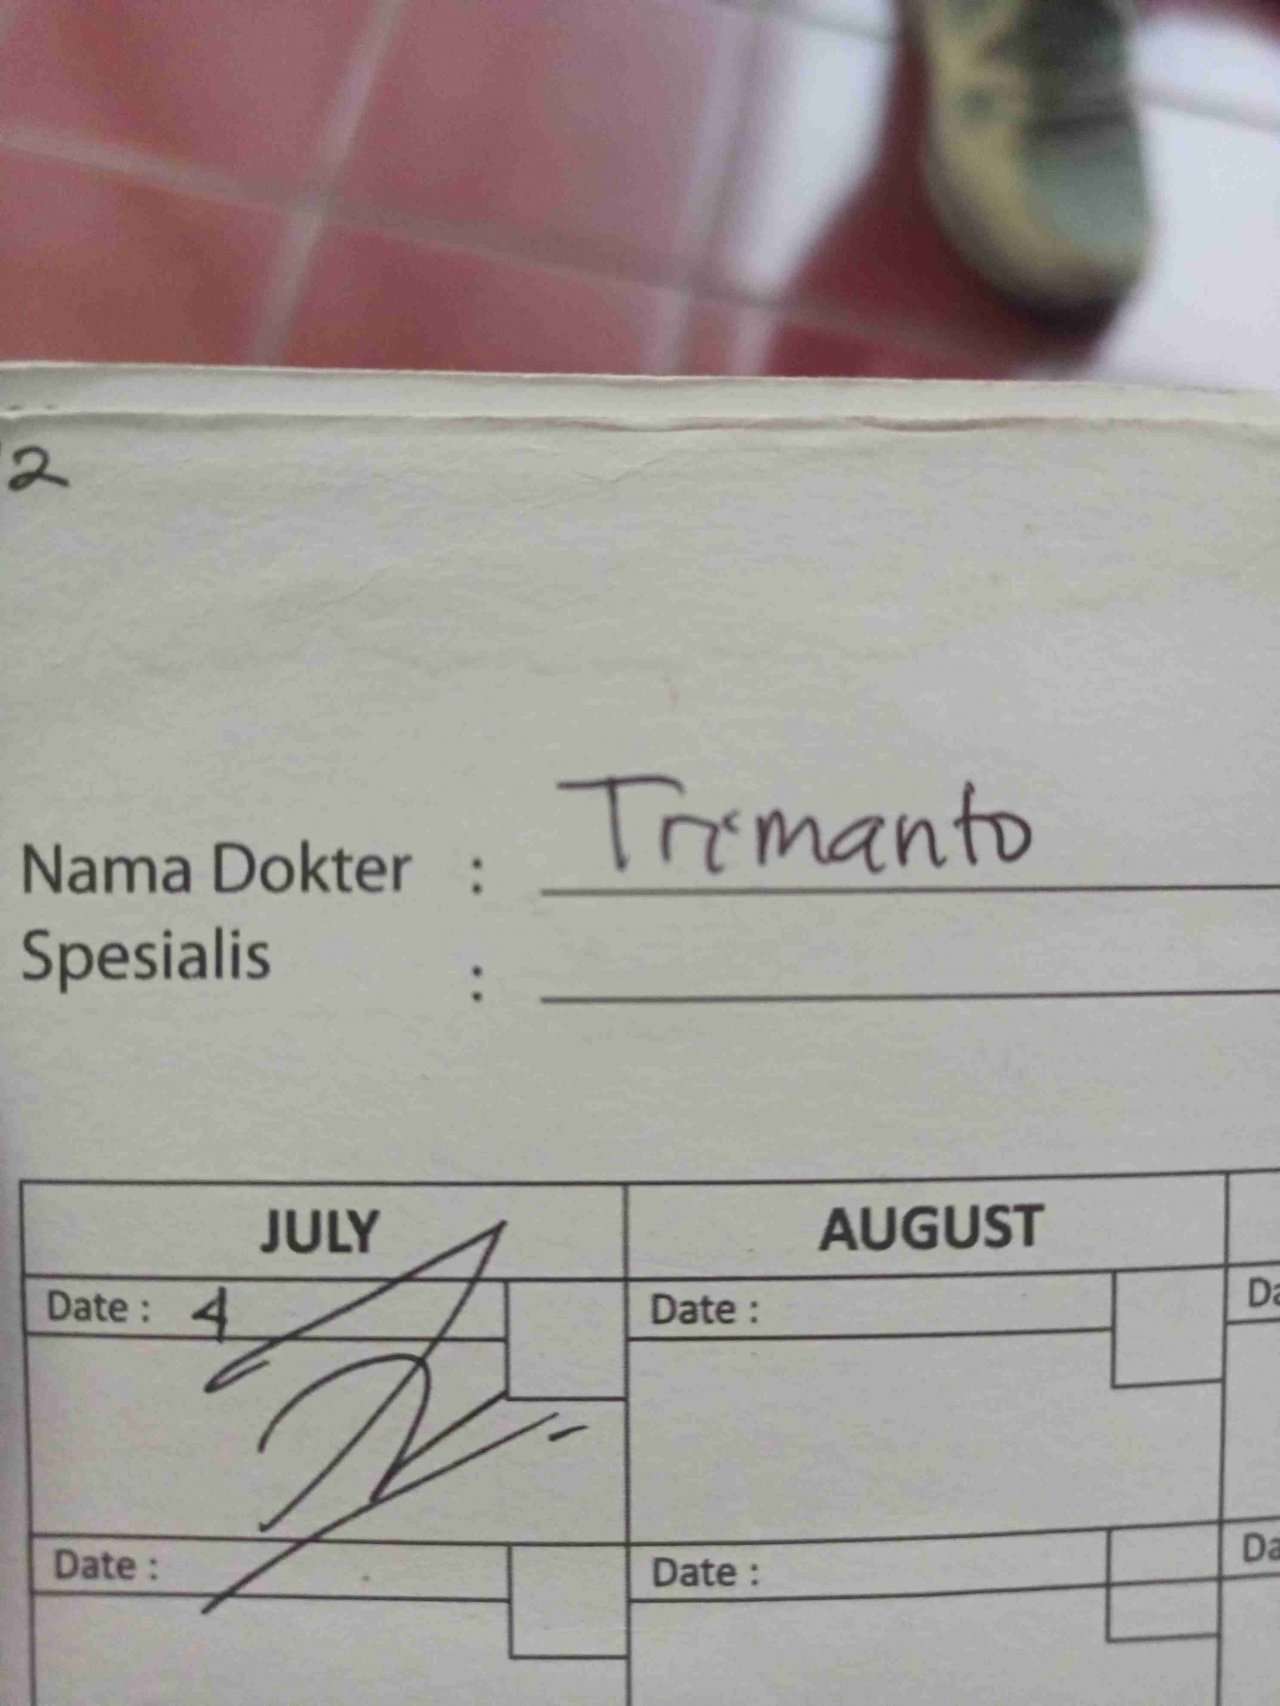 2
Nama Dokter : Trimanto
Spesialis :
JULY AUGUST
Date : 4 Date :
Date : Date :